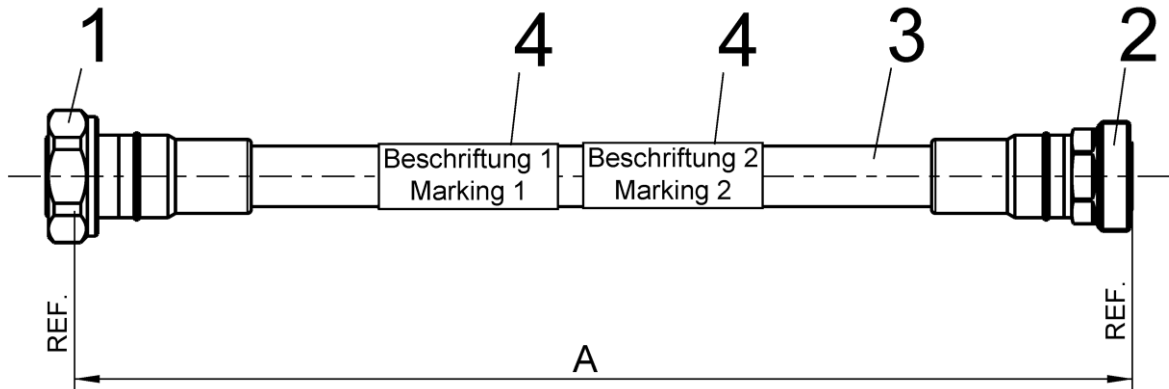 1
4
4
3
2
Beschriftung 1
Marking 1
Beschriftung 2
Marking 2
REF.
REF.
A